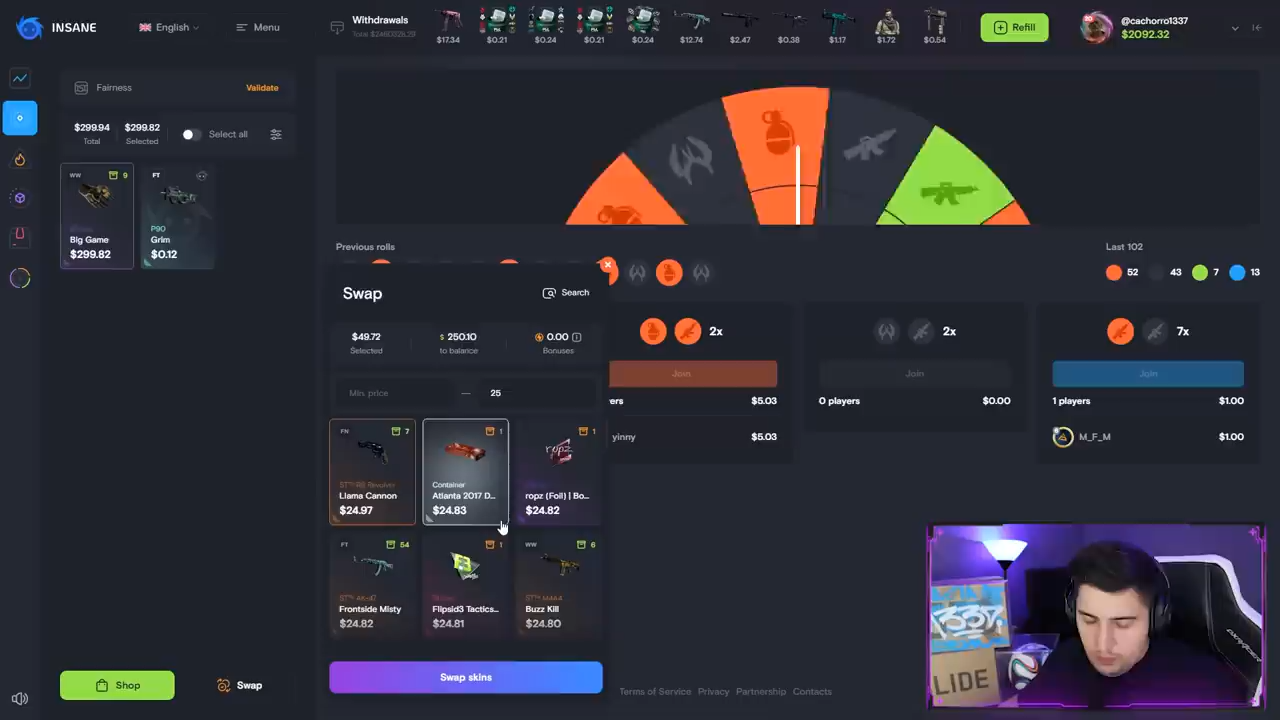 INSANE
English
Menu
Withdrawals
$17.34
$0.21
$0.24
$0.21
$0.24
$12.74
$2.47
$0.38
$1.17
$1.72
$0.54
Refill
@cachorro1337
$2092.32
Fairness
Validate
$299.94
Total
$299.82
Selected
Select all
WW
9
Big Game
$299.82
FT
P90
Grim
$0.12
Previous rolls
Last 102
52
43
7
13
Swap
Search
$49.72
Selected
$ 250.10
to balance
0.00
Bonuses
Min. price
—
25
2x
Join
ers
$5.03
yinny
$5.03
2x
Join
0 players
$0.00
7x
Join
1 players
$1.00
M_F_M
$1.00
FN
7
Llama Cannon
$24.97
1
Container
Atlanta 2017 D...
$24.83
1
ropz (Foil) | Bo...
$24.82
FT
54
Frontside Misty
$24.82
1
Flipsid3 Tactics...
$24.81
WW
6
Buzz Kill
$24.80
Swap skins
Shop
Swap
Terms of Service
Privacy
Partnership
Contacts
1337
LIDE